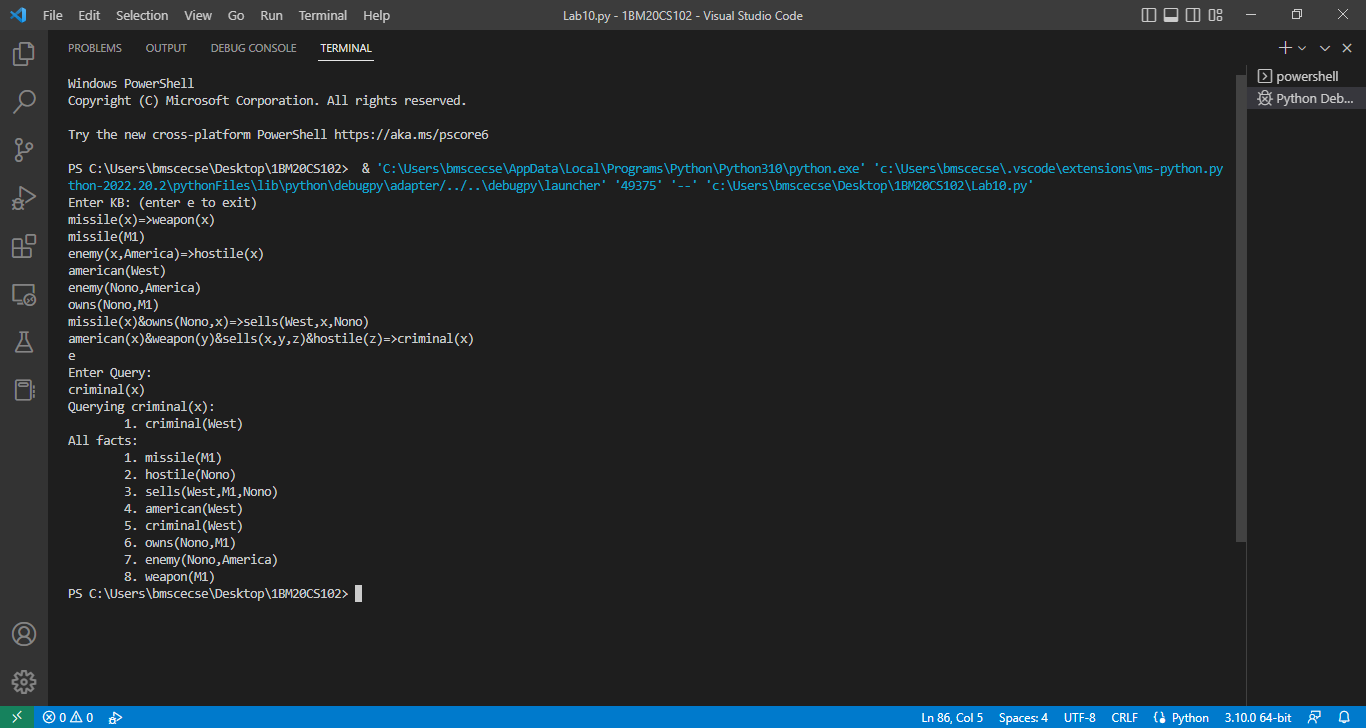 File Edit Selection View Go Run Terminal Help Lab10.py - 1BM20CS102 - Visual Studio Code
PROBLEMS OUTPUT DEBUG CONSOLE TERMINAL
Windows PowerShell
Copyright (C) Microsoft Corporation. All rights reserved.
Try the new cross-platform PowerShell https://aka.ms/pscore6
PS C:\Users\bmscecse\Desktop\1BM20CS102>  & 'C:\Users\bmscecse\AppData\Local\Programs\Python\Python310\python.exe' 'c:\Users\bmscecse\.vscode\extensions\ms-python.py
thon-2022.20.2\pythonFiles\lib\python\debugpy\adapter/../..\debugpy\launcher' '49375' '--' 'c:\Users\bmscecse\Desktop\1BM20CS102\Lab10.py'
Enter KB: (enter e to exit)
missile(x)=>weapon(x)
missile(M1)
enemy(x,America)=>hostile(x)
american(West)
enemy(Nono,America)
owns(Nono,M1)
missile(x)&owns(Nono,x)=>sells(West,x,Nono)
american(x)&weapon(y)&sells(x,y,z)&hostile(z)=>criminal(x)
e
Enter Query:
criminal(x)
Querying criminal(x):
1. criminal(West)
All facts:
1. missile(M1)
2. hostile(Nono)
3. sells(West,M1,Nono)
4. american(West)
5. criminal(West)
6. owns(Nono,M1)
7. enemy(Nono,America)
8. weapon(M1)
PS C:\Users\bmscecse\Desktop\1BM20CS102>
powershell
Python Deb...
0 0 Ln 86, Col 5 Spaces: 4 UTF-8 CRLF Python 3.10.0 64-bit